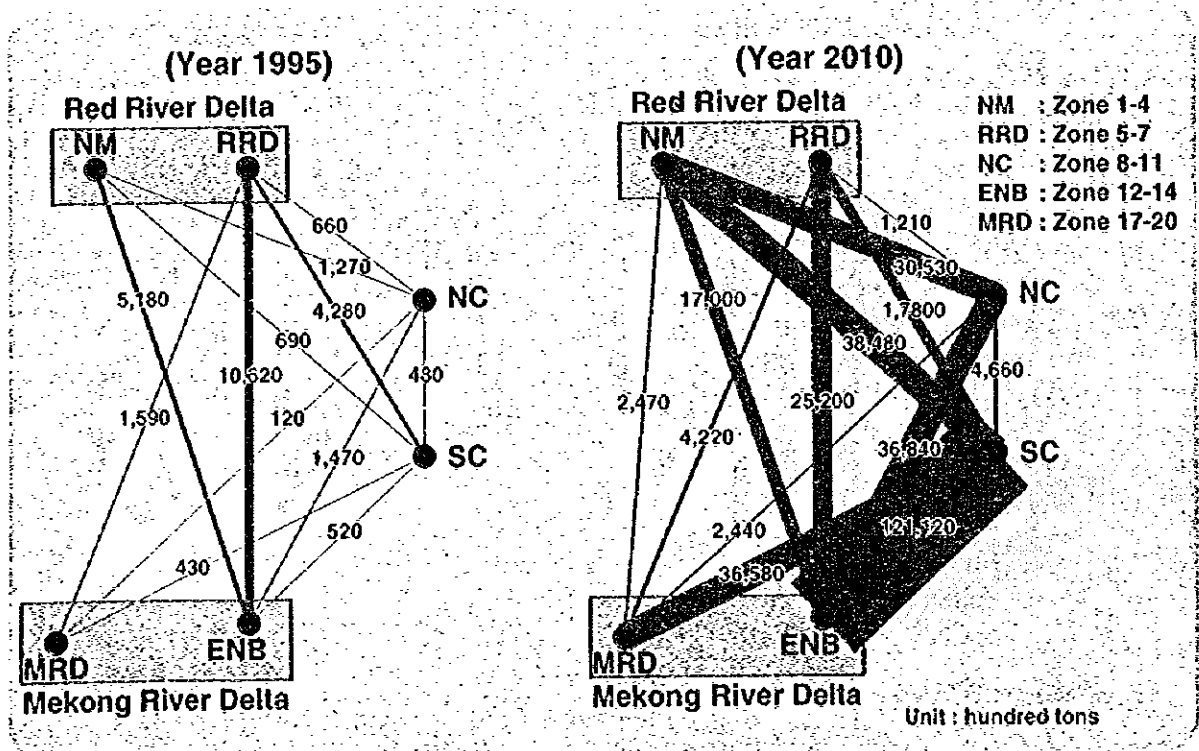 (Year 1995)
Red River Delta
NM
RRD
660
1,270
NC
5,180
4,280
690
10,620
1,590
120
1,470
SC
520
430
MRD
ENB
Mekong River Delta
(Year 2010)
Red River Delta
NM
RRD
1,210
30,530
NC
17,000
1,7800
38,480
4,660
2,470
25,200
4,220
36,840
SC
121,120
2,440
36,580
MRD
ENB
Mekong River Delta
NM : Zone 1-4
RRD : Zone 5-7
NC : Zone 8-11
ENB : Zone 12-14
MRD : Zone 17-20
Unit : hundred tons